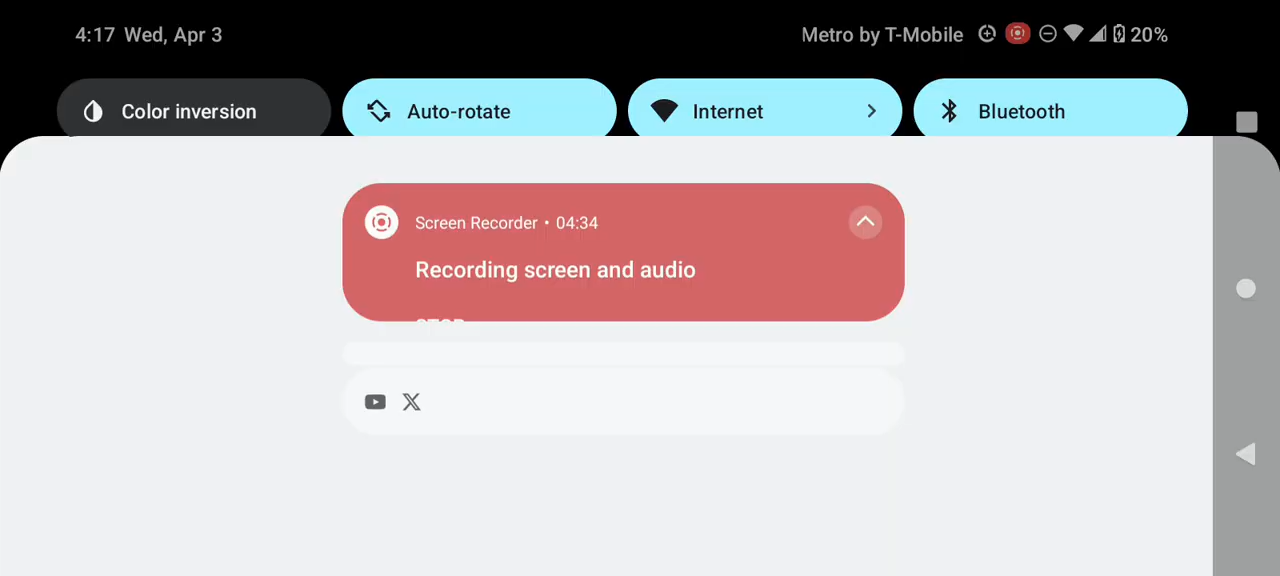 4:17 Wed, Apr 3
Metro by T-Mobile 20%
Color inversion
Auto-rotate
Internet
Bluetooth
Screen Recorder • 04:34
Recording screen and audio
STOP